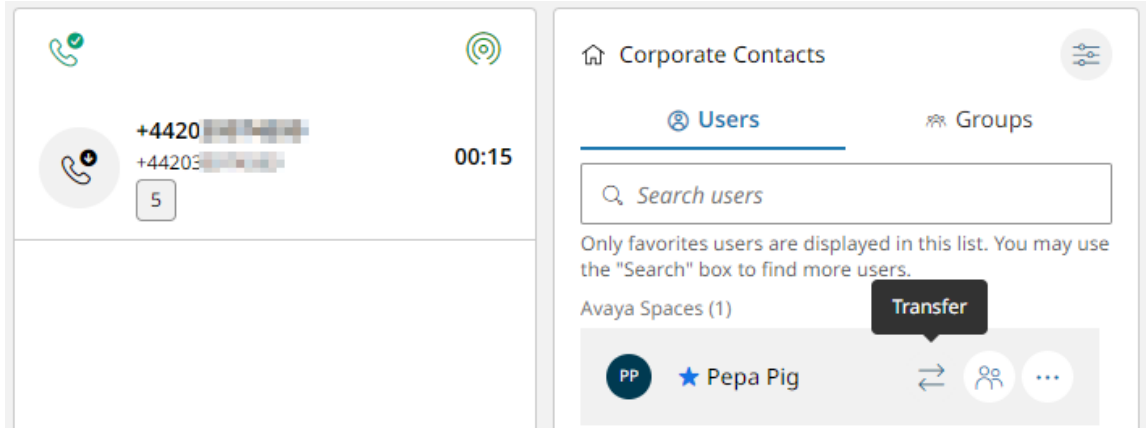 +4420
+44203
00:15
5
Corporate Contacts
Users
Groups
Search users
Only favorites users are displayed in this list. You may use
the "Search" box to find more users.
Avaya Spaces (1)
Transfer
PP
Pepa Pig